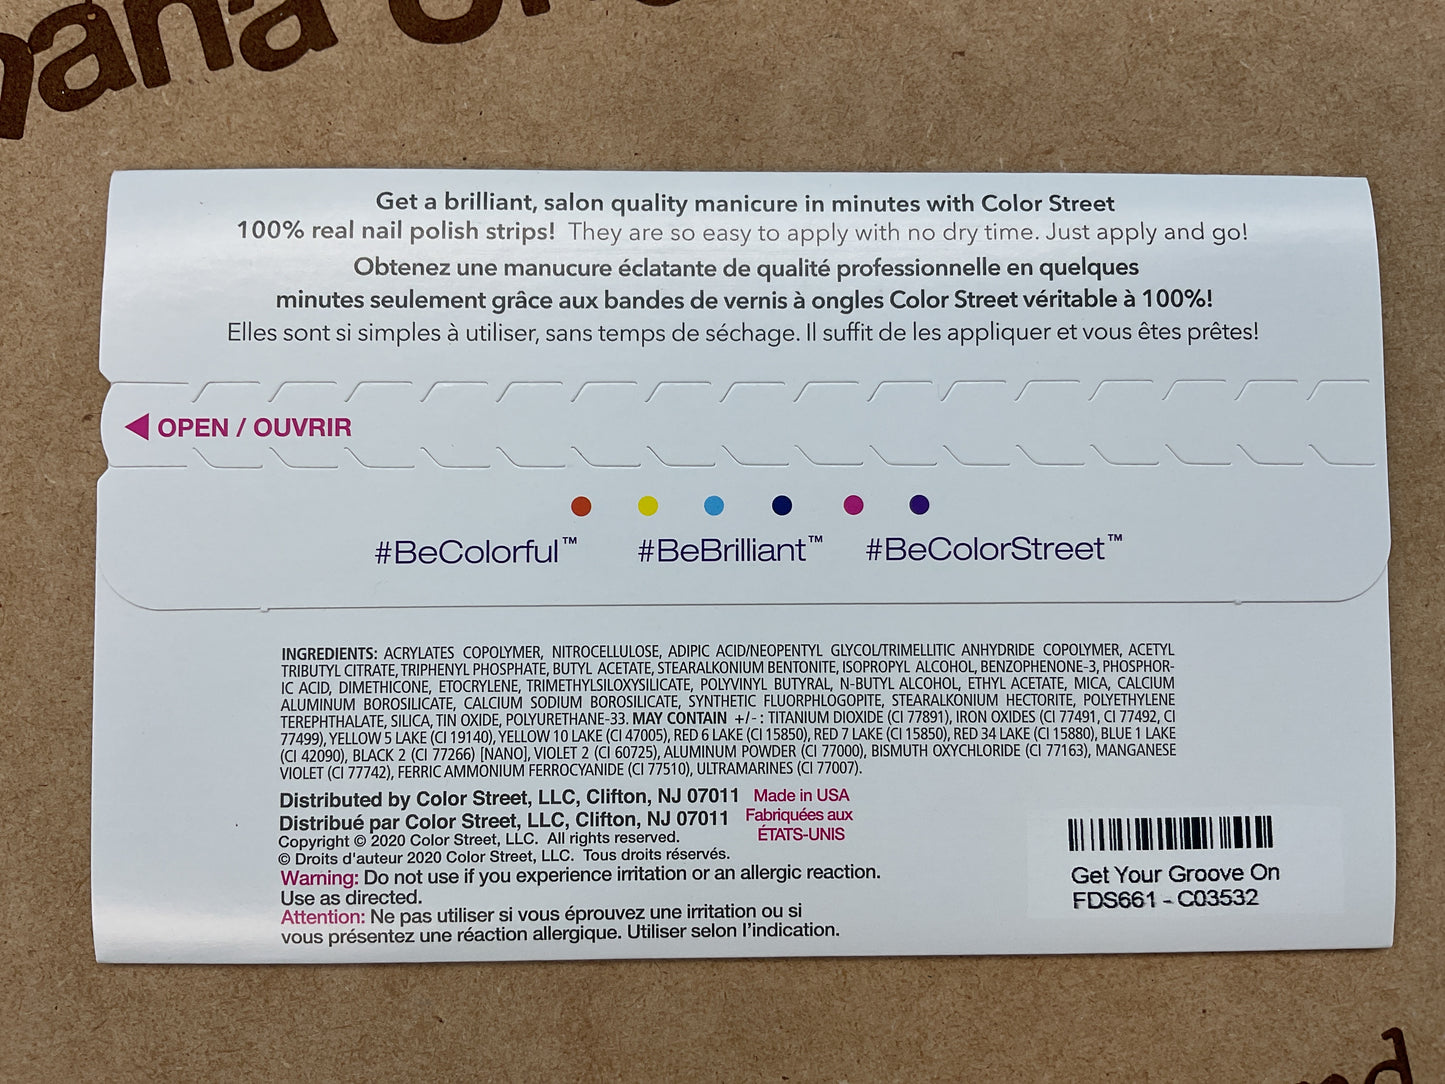 Get a brilliant, salon quality manicure in minutes with Color Street
100% real nail polish strips! They are so easy to apply with no dry time. Just apply and go!
Obtenez une manucure éclatante de qualité professionnelle en quelques
minutes seulement grâce aux bandes de vernis à ongles Color Street véritable à 100%!
Elles sont si simples à utiliser, sans temps de séchage. Il suffit de les appliquer et vous êtes prêtes!
OPEN / OUVRIR
#BeColorful™ #BeBrilliant™ #BeColorStreet™
INGREDIENTS: ACRYLATES COPOLYMER, NITROCELLULOSE, ADIPIC ACID/NEOPENTYL GLYCOL/TRIMELLITIC ANHYDRIDE COPOLYMER, ACETYL
TRIBUTYL CITRATE, TRIPHENYL PHOSPHATE, BUTYL ACETATE, STEARALKONIUM BENTONITE, ISOPROPYL ALCOHOL, BENZOPHENONE-3, PHOSPHOR-
IC ACID, DIMETHICONE, ETOCRYLENE, TRIMETHYLSILOXYSILICATE, POLYVINYL BUTYRAL, N-BUTYL ALCOHOL, ETHYL ACETATE, MICA, CALCIUM
ALUMINUM BOROSILICATE, CALCIUM SODIUM BOROSILICATE, SYNTHETIC FLUORPHLOGOPITE, STEARALKONIUM HECTORITE, POLYETHYLENE
TEREPHTHALATE, SILICA, TIN OXIDE, POLYURETHANE-33. MAY CONTAIN +/-: TITANIUM DIOXIDE (CI 77891), IRON OXIDES (CI 77491, CI 77492, CI
77499), YELLOW 5 LAKE (CI 19140), YELLOW 10 LAKE (CI 47005), RED 6 LAKE (CI 15850), RED 7 LAKE (CI 15850), RED 34 LAKE (CI 15880), BLUE 1 LAKE
(CI 42090), BLACK 2 (CI 77266) [NANO], VIOLET 2 (CI 60725), ALUMINUM POWDER (CI 77000), BISMUTH OXYCHLORIDE (CI 77163), MANGANESE
VIOLET (CI 77742), FERRIC AMMONIUM FERROCYANIDE (CI 77510), ULTRAMARINES (CI 77007).
Distributed by Color Street, LLC, Clifton, NJ 07011
Distribué par Color Street, LLC, Clifton, NJ 07011
Made in USA
Fabriquées aux
ÉTATS-UNIS
Copyright © 2020 Color Street, LLC. All rights reserved.
© Droits d'auteur 2020 Color Street, LLC. Tous droits réservés.
Warning: Do not use if you experience irritation or an allergic reaction.
Use as directed.
Attention: Ne pas utiliser si vous éprouvez une irritation ou si
vous présentez une réaction allergique. Utiliser selon l'indication.
Get Your Groove On
FDS661 - C03532